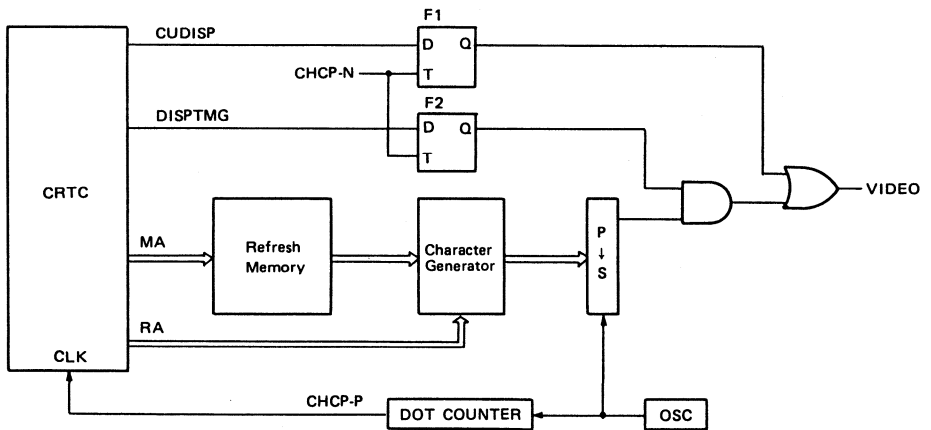 F1
CUDISP
D Q
CHCP-N
T
F2
DISPTMG
D Q
T
CRTC
VIDEO
MA
Refresh
Memory
Character
Generator
P
↓
S
RA
CLK
CHCP-P
DOT COUNTER
OSC